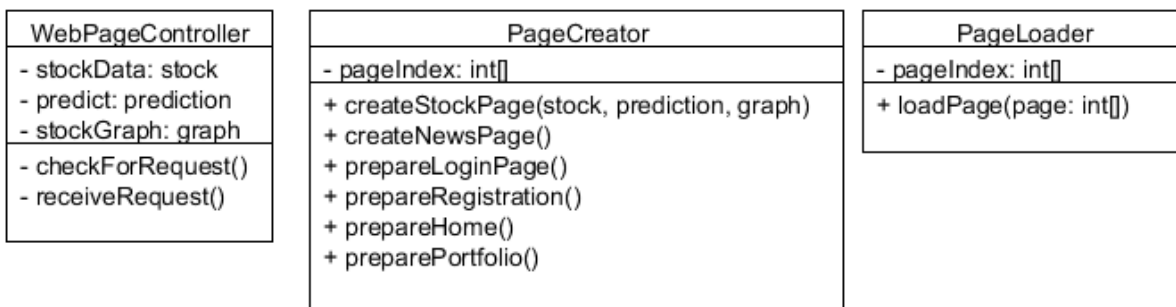 WebPageController
- stockData: stock
- predict: prediction
- stockGraph: graph
- checkForRequest()
- receiveRequest()
PageCreator
- pageIndex: int[]
+ createStockPage(stock, prediction, graph)
+ createNewsPage()
+ prepareLoginPage()
+ prepareRegistration()
+ prepareHome()
+ preparePortfolio()
PageLoader
- pageIndex: int[]
+ loadPage(page: int[])